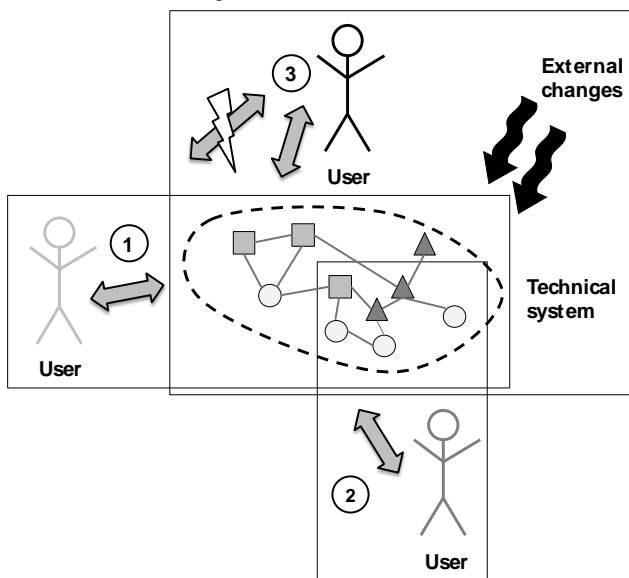 3
External
changes
User
1
Technical
system
User
2
User